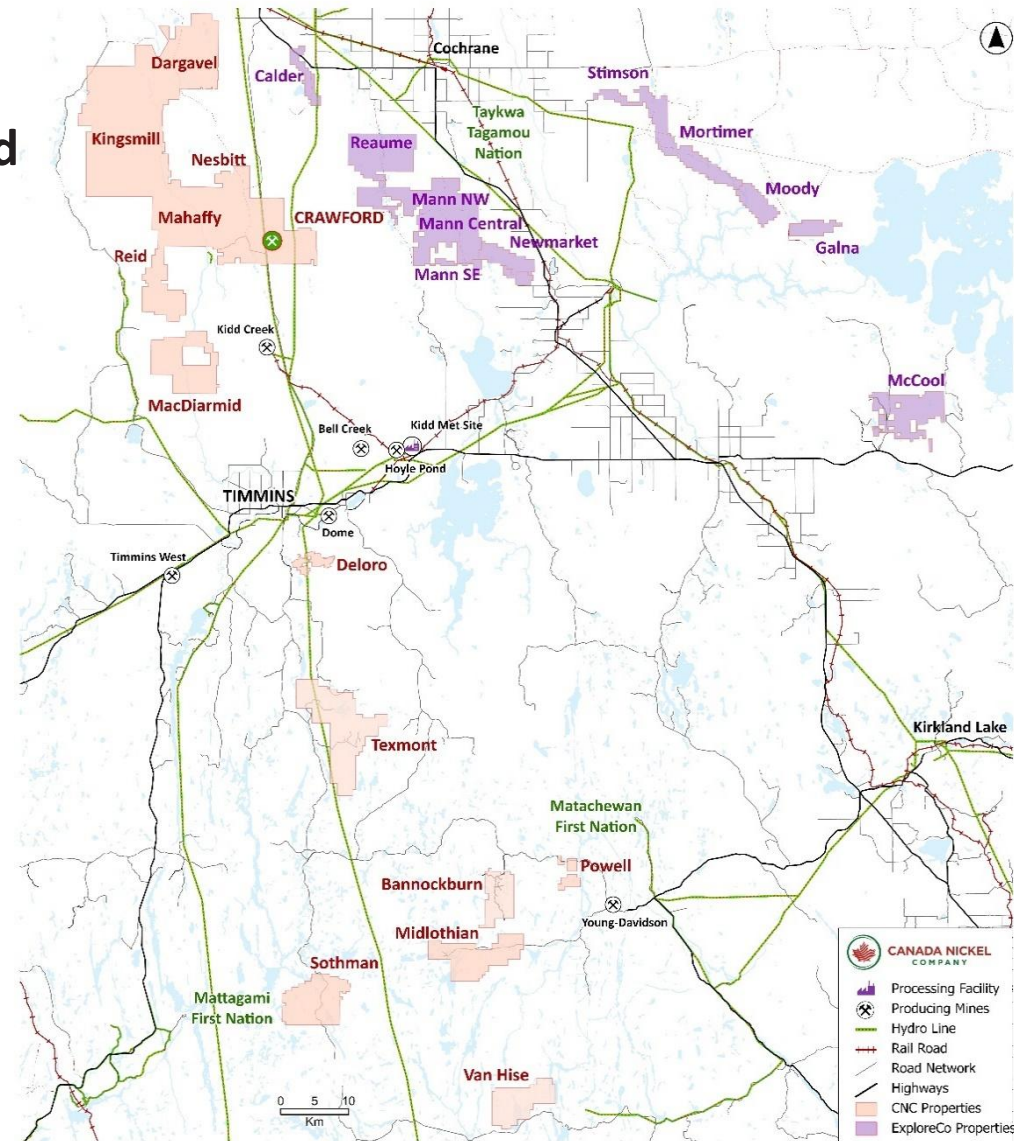 Cochrane
Dargavel
Calder
Stimson
d
Taykwa
Tagamou
Nation
Kingsmill
Mortimer
Reaume
Nesbitt
Moody
Mann NW
Mahaffy
CRAWFORD
Mann Central
Newmarket
Galna
Reid
Mann SE
Kidd Creek
McCool
MacDiarmid
Bell Creek
Kidd Met Site
Hoyle Pond
TIMMINS
Dome
Timmins West
Deloro
Kirkland Lake
Texmont
Matachewan
First Nation
Powell
Bannockburn
Young-Davidson
Midlothian
Sothman
Mattagami
First Nation
Van Hise
0 5 10
Km
CANADA NICKEL
COMPANY
Processing Facility
Producing Mines
Hydro Line
Rail Road
Road Network
Highways
CNC Properties
ExploreCo Properties